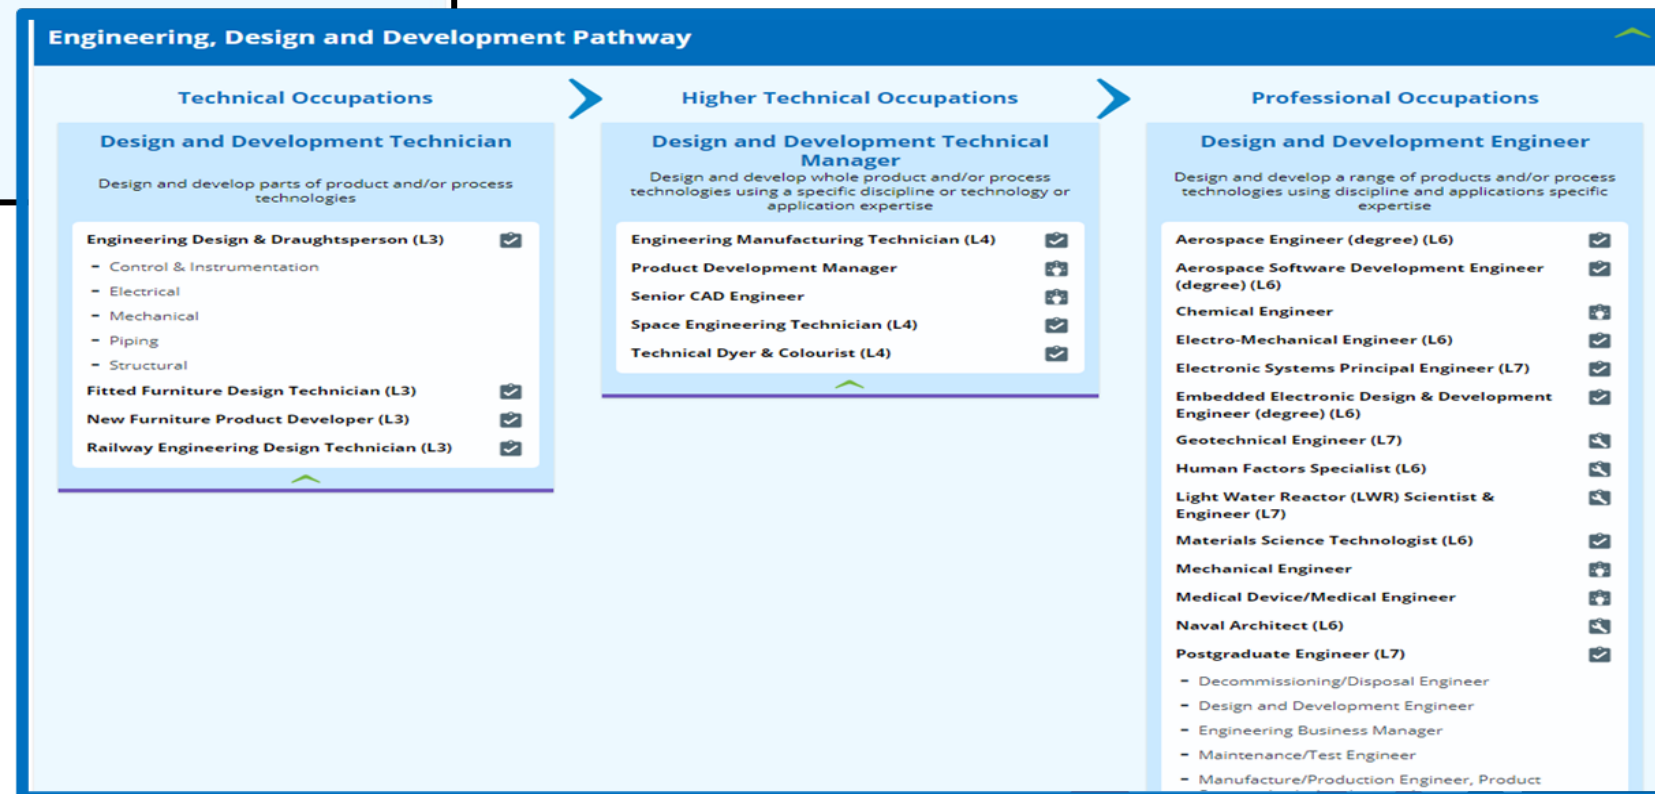 Engineering, Design and Development Pathway
Technical Occupations
Design and Development Technician
Design and develop parts of product and/or process
technologies
Engineering Design & Draughtsperson (L3)
- Control & Instrumentation
- Electrical
- Mechanical
- Piping
- Structural
Fitted Furniture Design Technician (L3)
New Furniture Product Developer (L3)
Railway Engineering Design Technician (L3)
Higher Technical Occupations
Design and Development Technical
Manager
Design and develop whole product and/or process
technologies using a specific discipline or technology or
application expertise
Engineering Manufacturing Technician (L4)
Product Development Manager
Senior CAD Engineer
Space Engineering Technician (L4)
Technical Dyer & Colourist (L4)
Professional Occupations
Design and Development Engineer
Design and develop a range of products and/or process
technologies using discipline and applications specific
expertise
Aerospace Engineer (degree) (L6)
Aerospace Software Development Engineer
(degree) (L6)
Chemical Engineer
Electro-Mechanical Engineer (L6)
Electronic Systems Principal Engineer (L7)
Embedded Electronic Design & Development
Engineer (degree) (L6)
Geotechnical Engineer (L7)
Human Factors Specialist (L6)
Light Water Reactor (LWR) Scientist &
Engineer (L7)
Materials Science Technologist (L6)
Mechanical Engineer
Medical Device/Medical Engineer
Naval Architect (L6)
Postgraduate Engineer (L7)
- Decommissioning/Disposal Engineer
- Design and Development Engineer
- Engineering Business Manager
- Maintenance/Test Engineer
- Manufacture/Production Engineer, Product